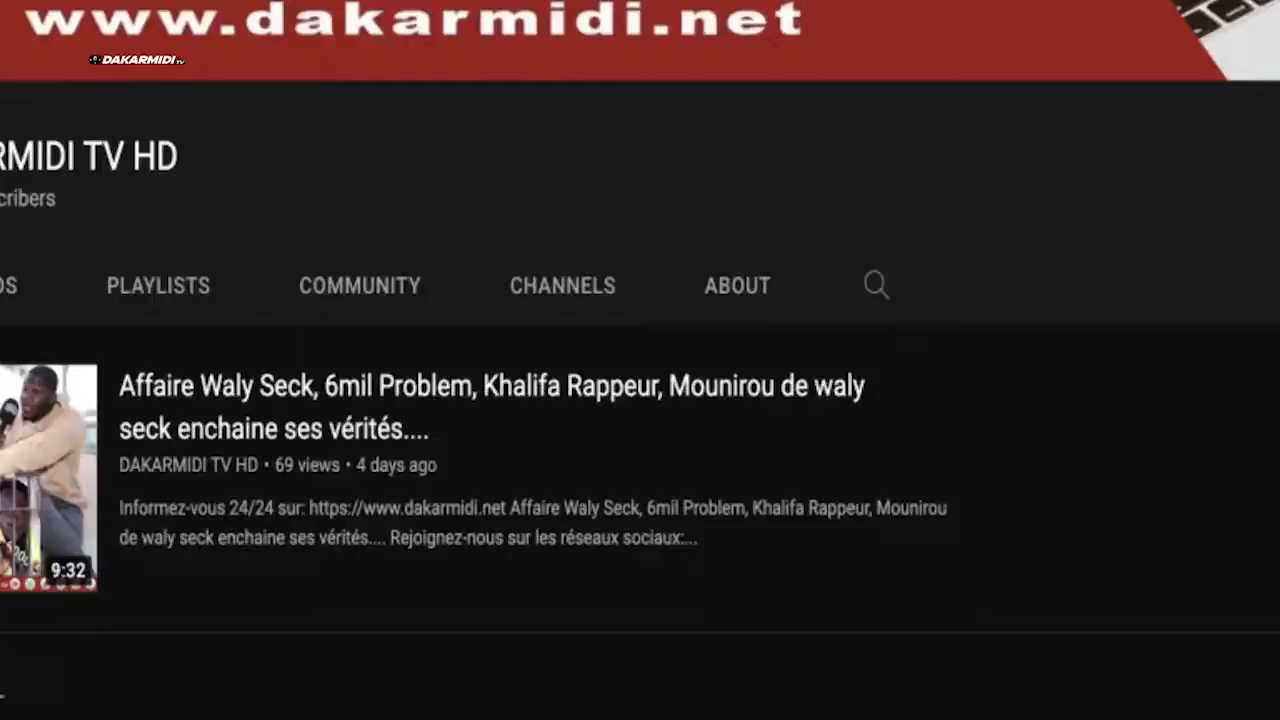 www.dakarmidi.net
DAKARMIDI TV
RMIDI TV HD
cribers
OS PLAYLISTS COMMUNITY CHANNELS ABOUT
Affaire Waly Seck, 6mil Problem, Khalifa Rappeur, Mounirou de waly
seck enchaine ses vérités....
DAKARMIDI TV HD • 69 views • 4 days ago
Informez-vous 24/24 sur: https://www.dakarmidi.net Affaire Waly Seck, 6mil Problem, Khalifa Rappeur, Mounirou
de waly seck enchaine ses vérités.... Rejoignez-nous sur les réseaux sociaux:...
9:32